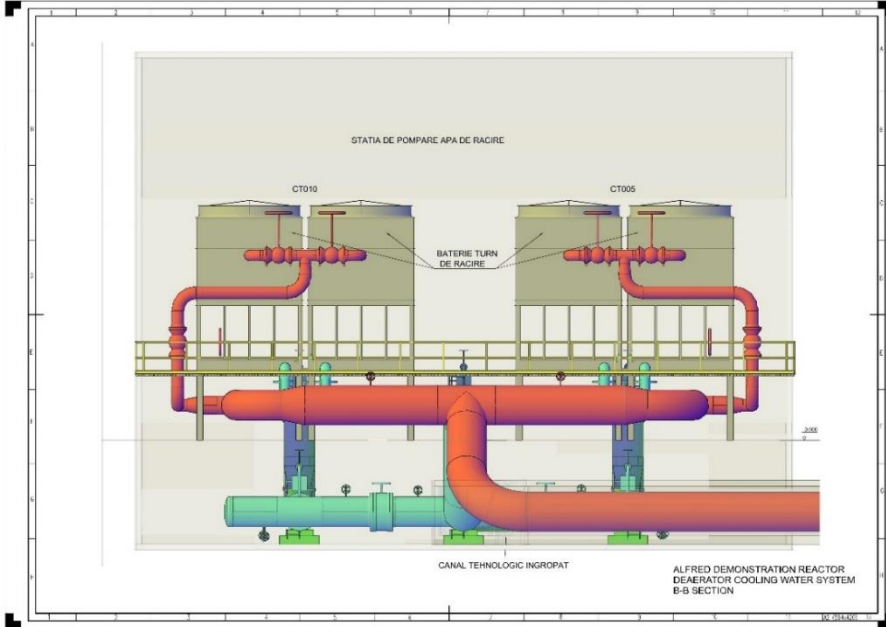 STATIA DE POMPARE APA DE RACIRE
CT010
CT005
BATERIE TURN
DE RACIRE
CANAL TEHNOLOGIC INGROPAT
ALFRED DEMONSTRATION REACTOR
DEAERATOR COOLING WATER SYSTEM
B-B SECTION